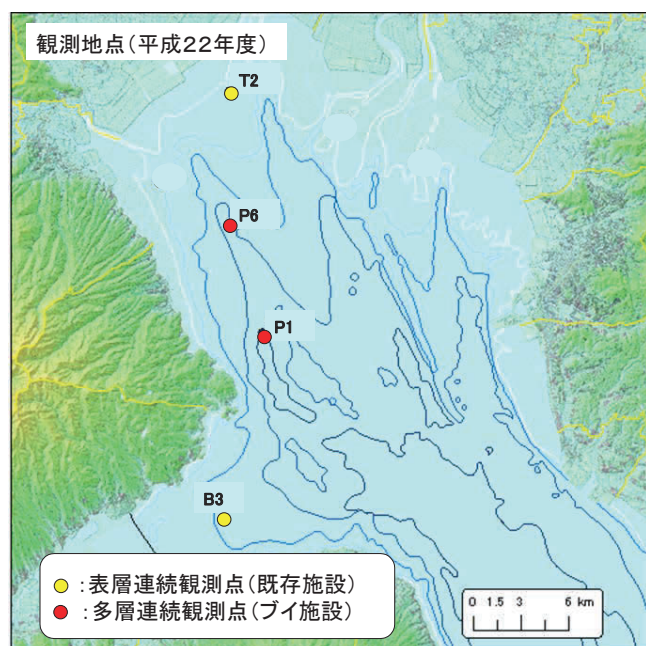 観測地点(平成22年度)
T2
P6
P1
B3
:表層連続観測点(既存施設)
:多層連続観測点(ブイ施設)
0 1.5 3 6 km